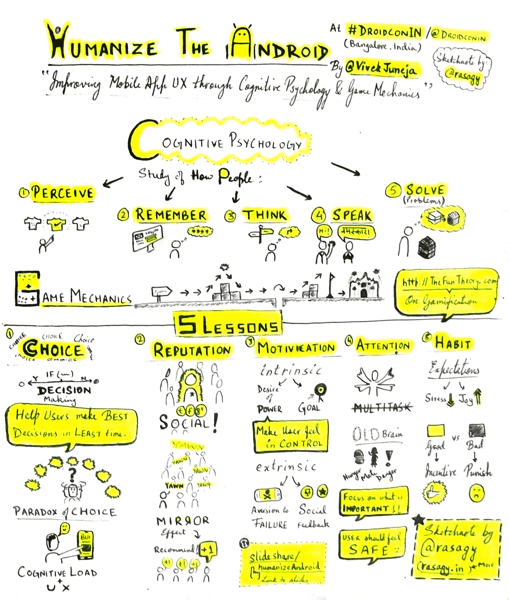 HUMANIZE THE ANDROID
At #DROIDCONIN /@DROIDCONIN
(Bangalore, India)
By @Vivek Juneja
Sketchnote by
@rasagy
"Improving Mobile App UX through Cognitive Psychology & Game Mechanics"
COGNITIVE PSYCHOLOGY
Study of How People:
① PERCEIVE
② REMEMBER
③ THINK
④ SPEAK
Hi!
⑤ SOLVE
(Problems)
GAME MECHANICS
http://TheFunTheory.com
On Gamification
5 LESSONS
① CHOICE
CHOICE
Choice
Y IF(~) N
DECISION
Making
Help Users make BEST
Decisions in LEAST time.
?
PARADOX of CHOICE
BUY
COGNITIVE LOAD
U X
② REPUTATION
SOCIAL!
YAWN
YAWN
YAWN
YAWN
MIRROR
Effect
Recommend! +1
③ MOTIVATION
intrinsic
Desire of
POWER
GOAL
Make User feel
in CONTROL
extrinsic
Aversion to
FAILURE
Social
feedback
slideshare/
humanizeAndroid
Link to slides
④ ATTENTION
MULTITASK
OLD Brain
Hunger Mate Danger
Focus on what is
IMPORTANT!!
USER should feel
SAFE
⑤ HABIT
Expectations
Stress Joy
Good vs Bad
Incentive Punish
Sketchnote by
@rasagy
rasagy.in